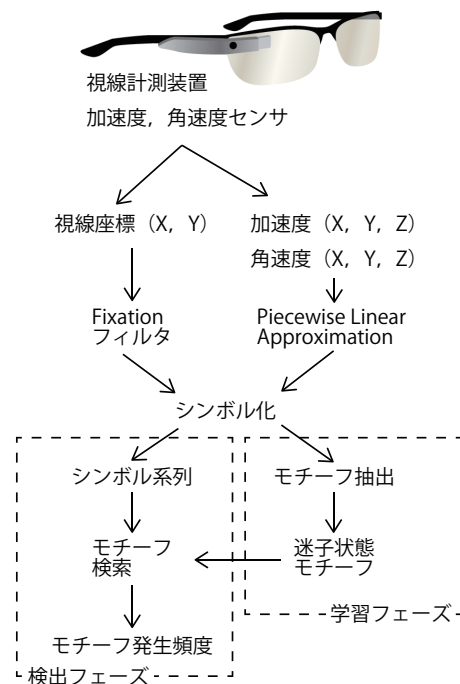 視線計測装置
加速度，角速度センサ
視線座標（X，Y）
加速度（X，Y，Z）
角速度（X，Y，Z）
Fixation
フィルタ
Piecewise Linear
Approximation
シンボル化
シンボル系列
モチーフ抽出
モチーフ
検索
迷子状態
モチーフ
学習フェーズ
モチーフ発生頻度
検出フェーズ